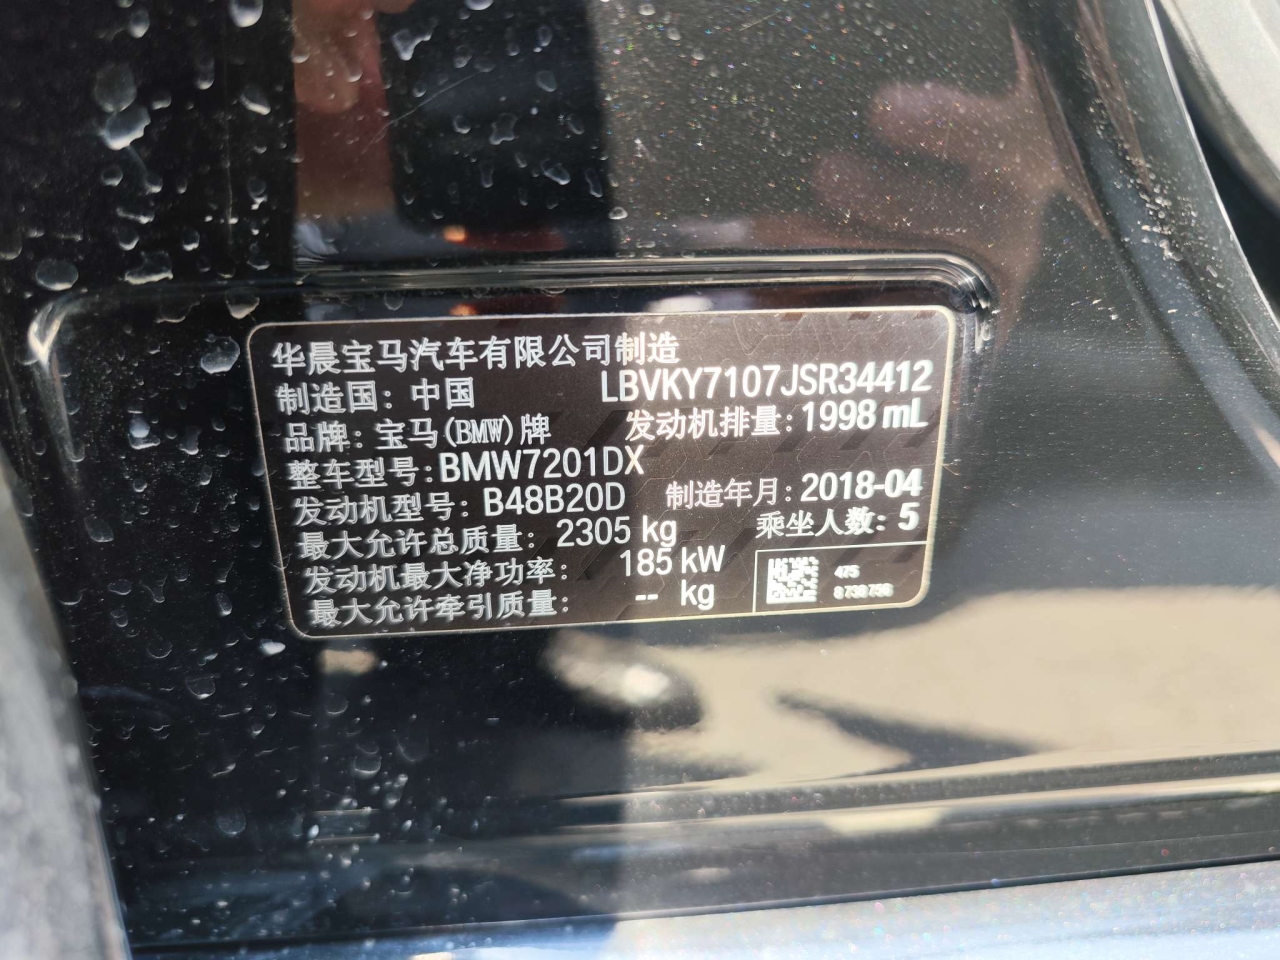 华晨宝马汽车有限公司制造
制造国: 中国 LBVKY7107JSR34412
品牌: 宝马(BMW)牌 发动机排量: 1998 mL
整车型号: BMW7201DX
发动机型号: B48B20D 制造年月: 2018-04
最大允许总质量: 2305 kg 乘坐人数: 5
发动机最大净功率: 185 kW
最大允许牵引质量: -- kg
475
8738756